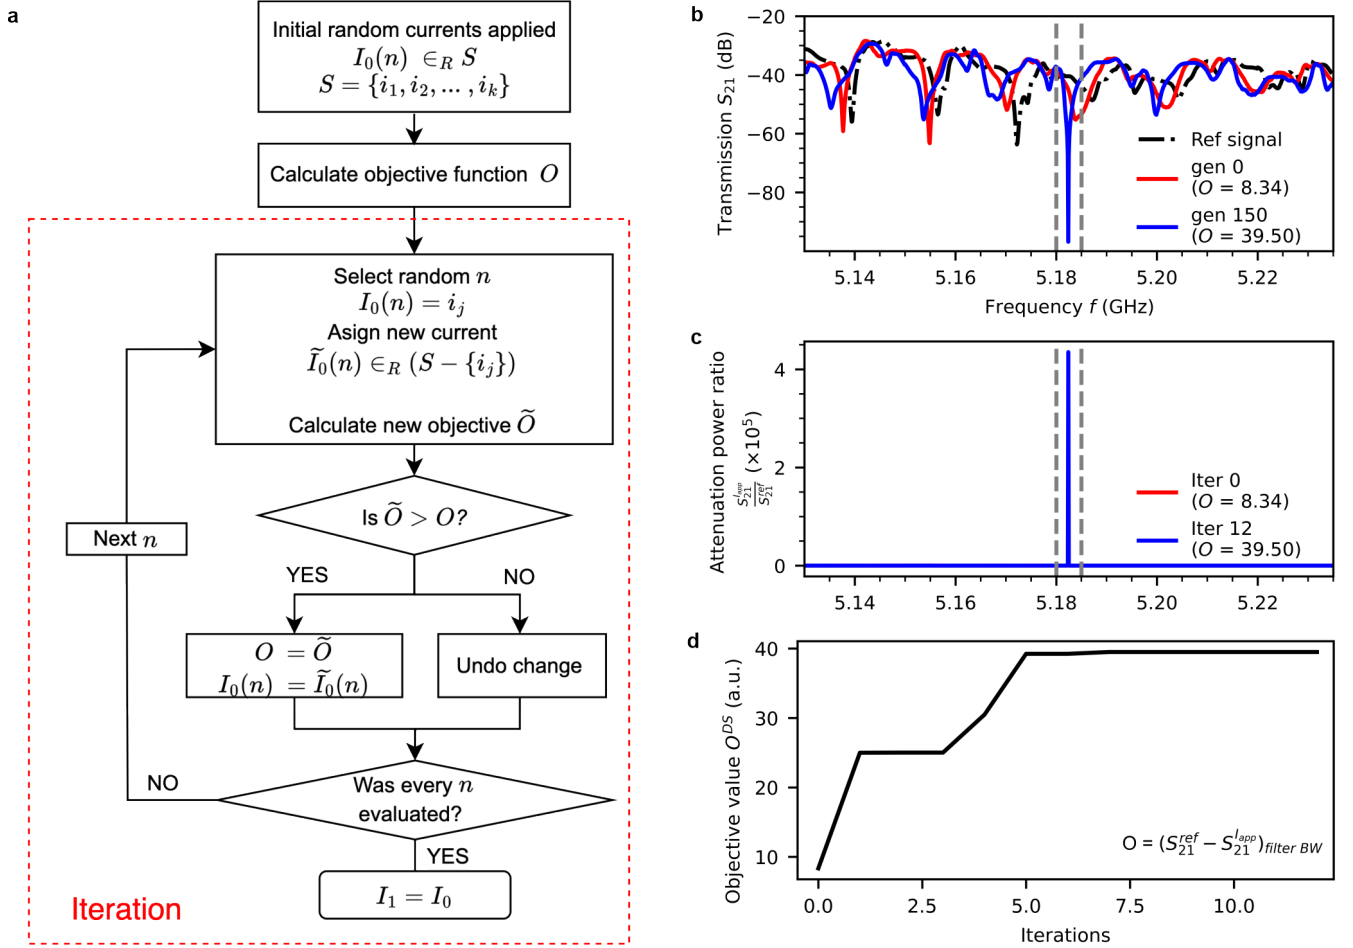 a
Initial random currents applied
I₀(n) ∈_R S
S = {i₁, i₂, ... , i_k}
Calculate objective function O
Select random n
I₀(n) = i_j
Asign new current
Ĩ₀(n) ∈_R (S − {i_j})
Calculate new objective Õ
Is Õ > O?
YES
NO
O = Õ
I₀(n) = Ĩ₀(n)
Undo change
Next n
NO
Was every n
evaluated?
YES
I₁ = I₀
Iteration
b
Transmission S₂₁ (dB)
−20
−40
−60
−80
Ref signal
gen 0
(O = 8.34)
gen 150
(O = 39.50)
5.14 5.16 5.18 5.20 5.22
Frequency f (GHz)
c
Attenuation power ratio
S₂₁^{I_app} / S₂₁^{ref} (×10⁵)
4
2
0
Iter 0
(O = 8.34)
Iter 12
(O = 39.50)
5.14 5.16 5.18 5.20 5.22
d
Objective value O^{DS} (a.u.)
40
30
20
10
O = (S₂₁^{ref} − S₂₁^{I_app})_{filter BW}
0.0 2.5 5.0 7.5 10.0
Iterations